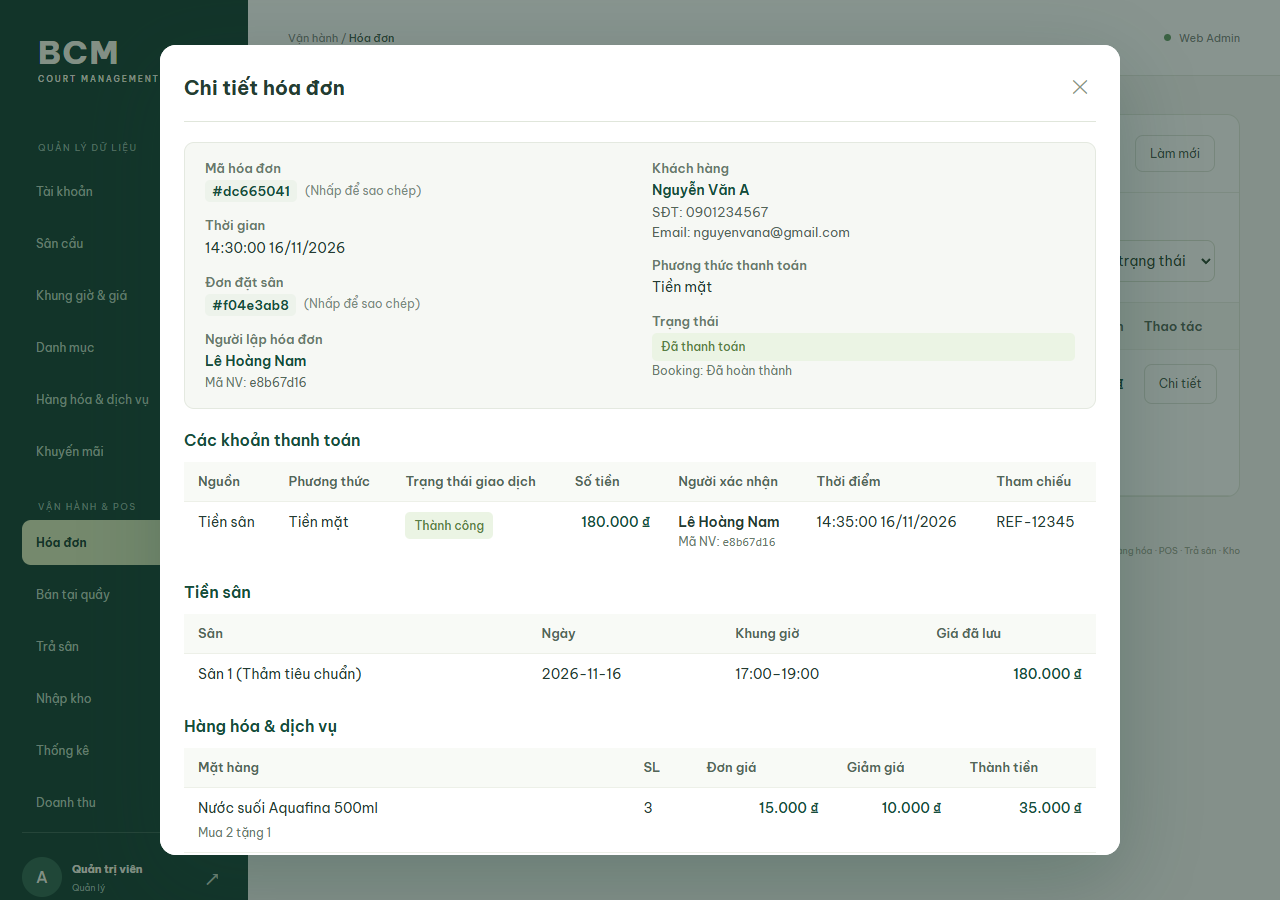 BCM
COURT MANAGEMENT
QUẢN LÝ DỮ LIỆU
Tài khoản
Sân cầu
Khung giờ & giá
Danh mục
Hàng hóa & dịch vụ
Khuyến mãi
VẬN HÀNH & POS
Hóa đơn
Bán tại quầy
Trả sân
Nhập kho
Thống kê
Doanh thu
A
Quản trị viên
Quản lý
↗
Vận hành / Hóa đơn
Web Admin
Làm mới
trạng thái
Thao tác
Chi tiết
hóa · POS · Trả sân · Kho
Chi tiết hóa đơn
Mã hóa đơn
#dc665041 (Nhấp để sao chép)
Thời gian
14:30:00 16/11/2026
Đơn đặt sân
#f04e3ab8 (Nhấp để sao chép)
Người lập hóa đơn
Lê Hoàng Nam
Mã NV: e8b67d16
Khách hàng
Nguyễn Văn A
SĐT: 0901234567
Email: nguyenvana@gmail.com
Phương thức thanh toán
Tiền mặt
Trạng thái
Đã thanh toán
Booking: Đã hoàn thành
Các khoản thanh toán
Nguồn Phương thức Trạng thái giao dịch Số tiền Người xác nhận Thời điểm Tham chiếu
Tiền sân Tiền mặt Thành công 180.000 ₫ Lê Hoàng Nam 14:35:00 16/11/2026 REF-12345
Mã NV: e8b67d16
Tiền sân
Sân Ngày Khung giờ Giá đã lưu
Sân 1 (Thảm tiêu chuẩn) 2026-11-16 17:00–19:00 180.000 ₫
Hàng hóa & dịch vụ
Mặt hàng SL Đơn giá Giảm giá Thành tiền
Nước suối Aquafina 500ml 3 15.000 ₫ 10.000 ₫ 35.000 ₫
Mua 2 tặng 1